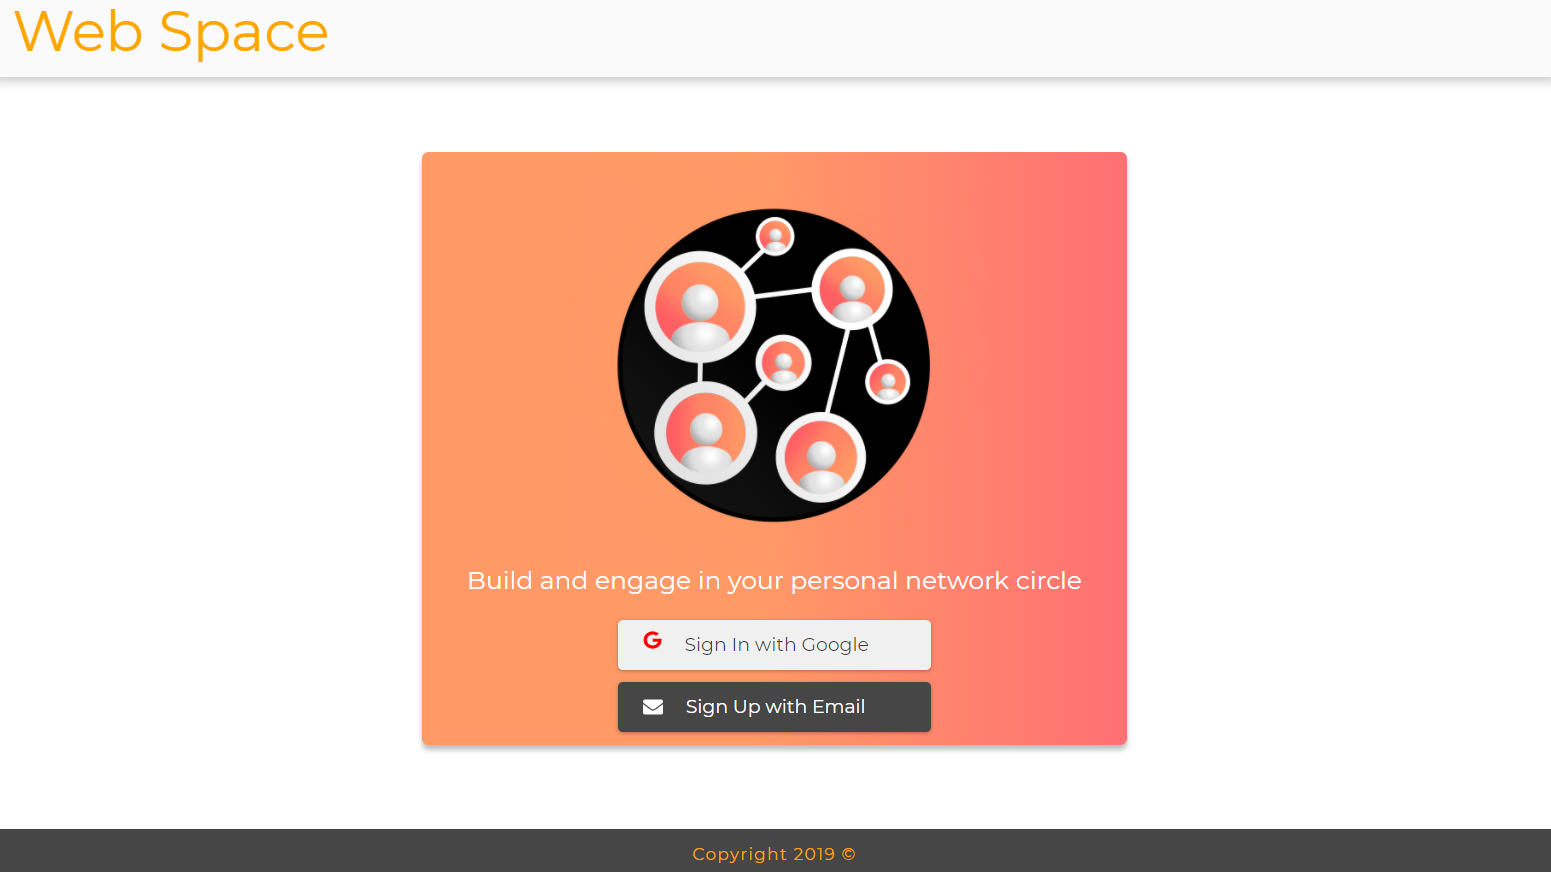 Web Space
Build and engage in your personal network circle
Sign In with Google
Sign Up with Email
Copyright 2019 ©